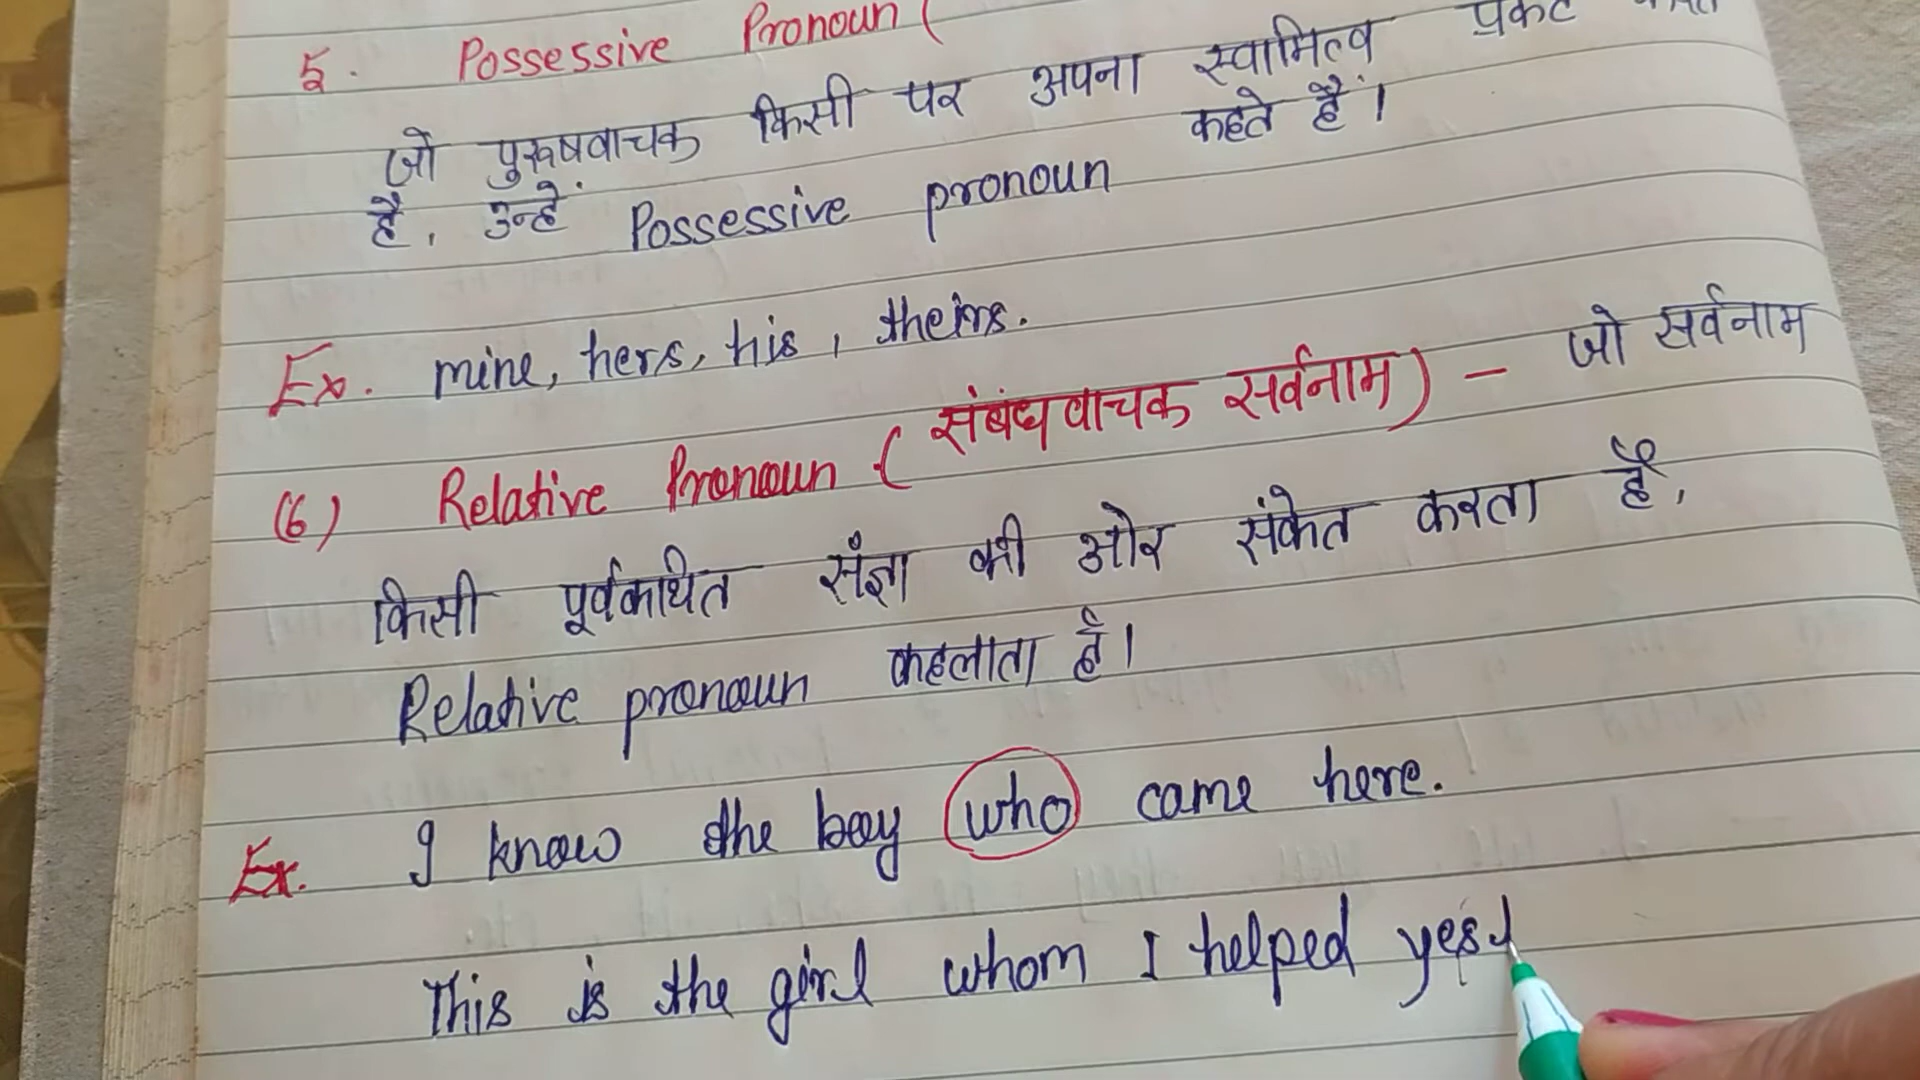 5. Possessive Pronoun (
जो पुरुषवाचक किसी पर अपना स्वामित्व प्रकट करते
हैं, उन्हें Possessive pronoun कहते हैं।
Ex. mine, hers, his, theirs.
(6) Relative Pronoun (संबंधवाचक सर्वनाम) - जो सर्वनाम
किसी पूर्वकथित संज्ञा की ओर संकेत करता है,
Relative pronoun कहलाता है।
Ex. I know the boy who came here.
This is the girl whom I helped yest